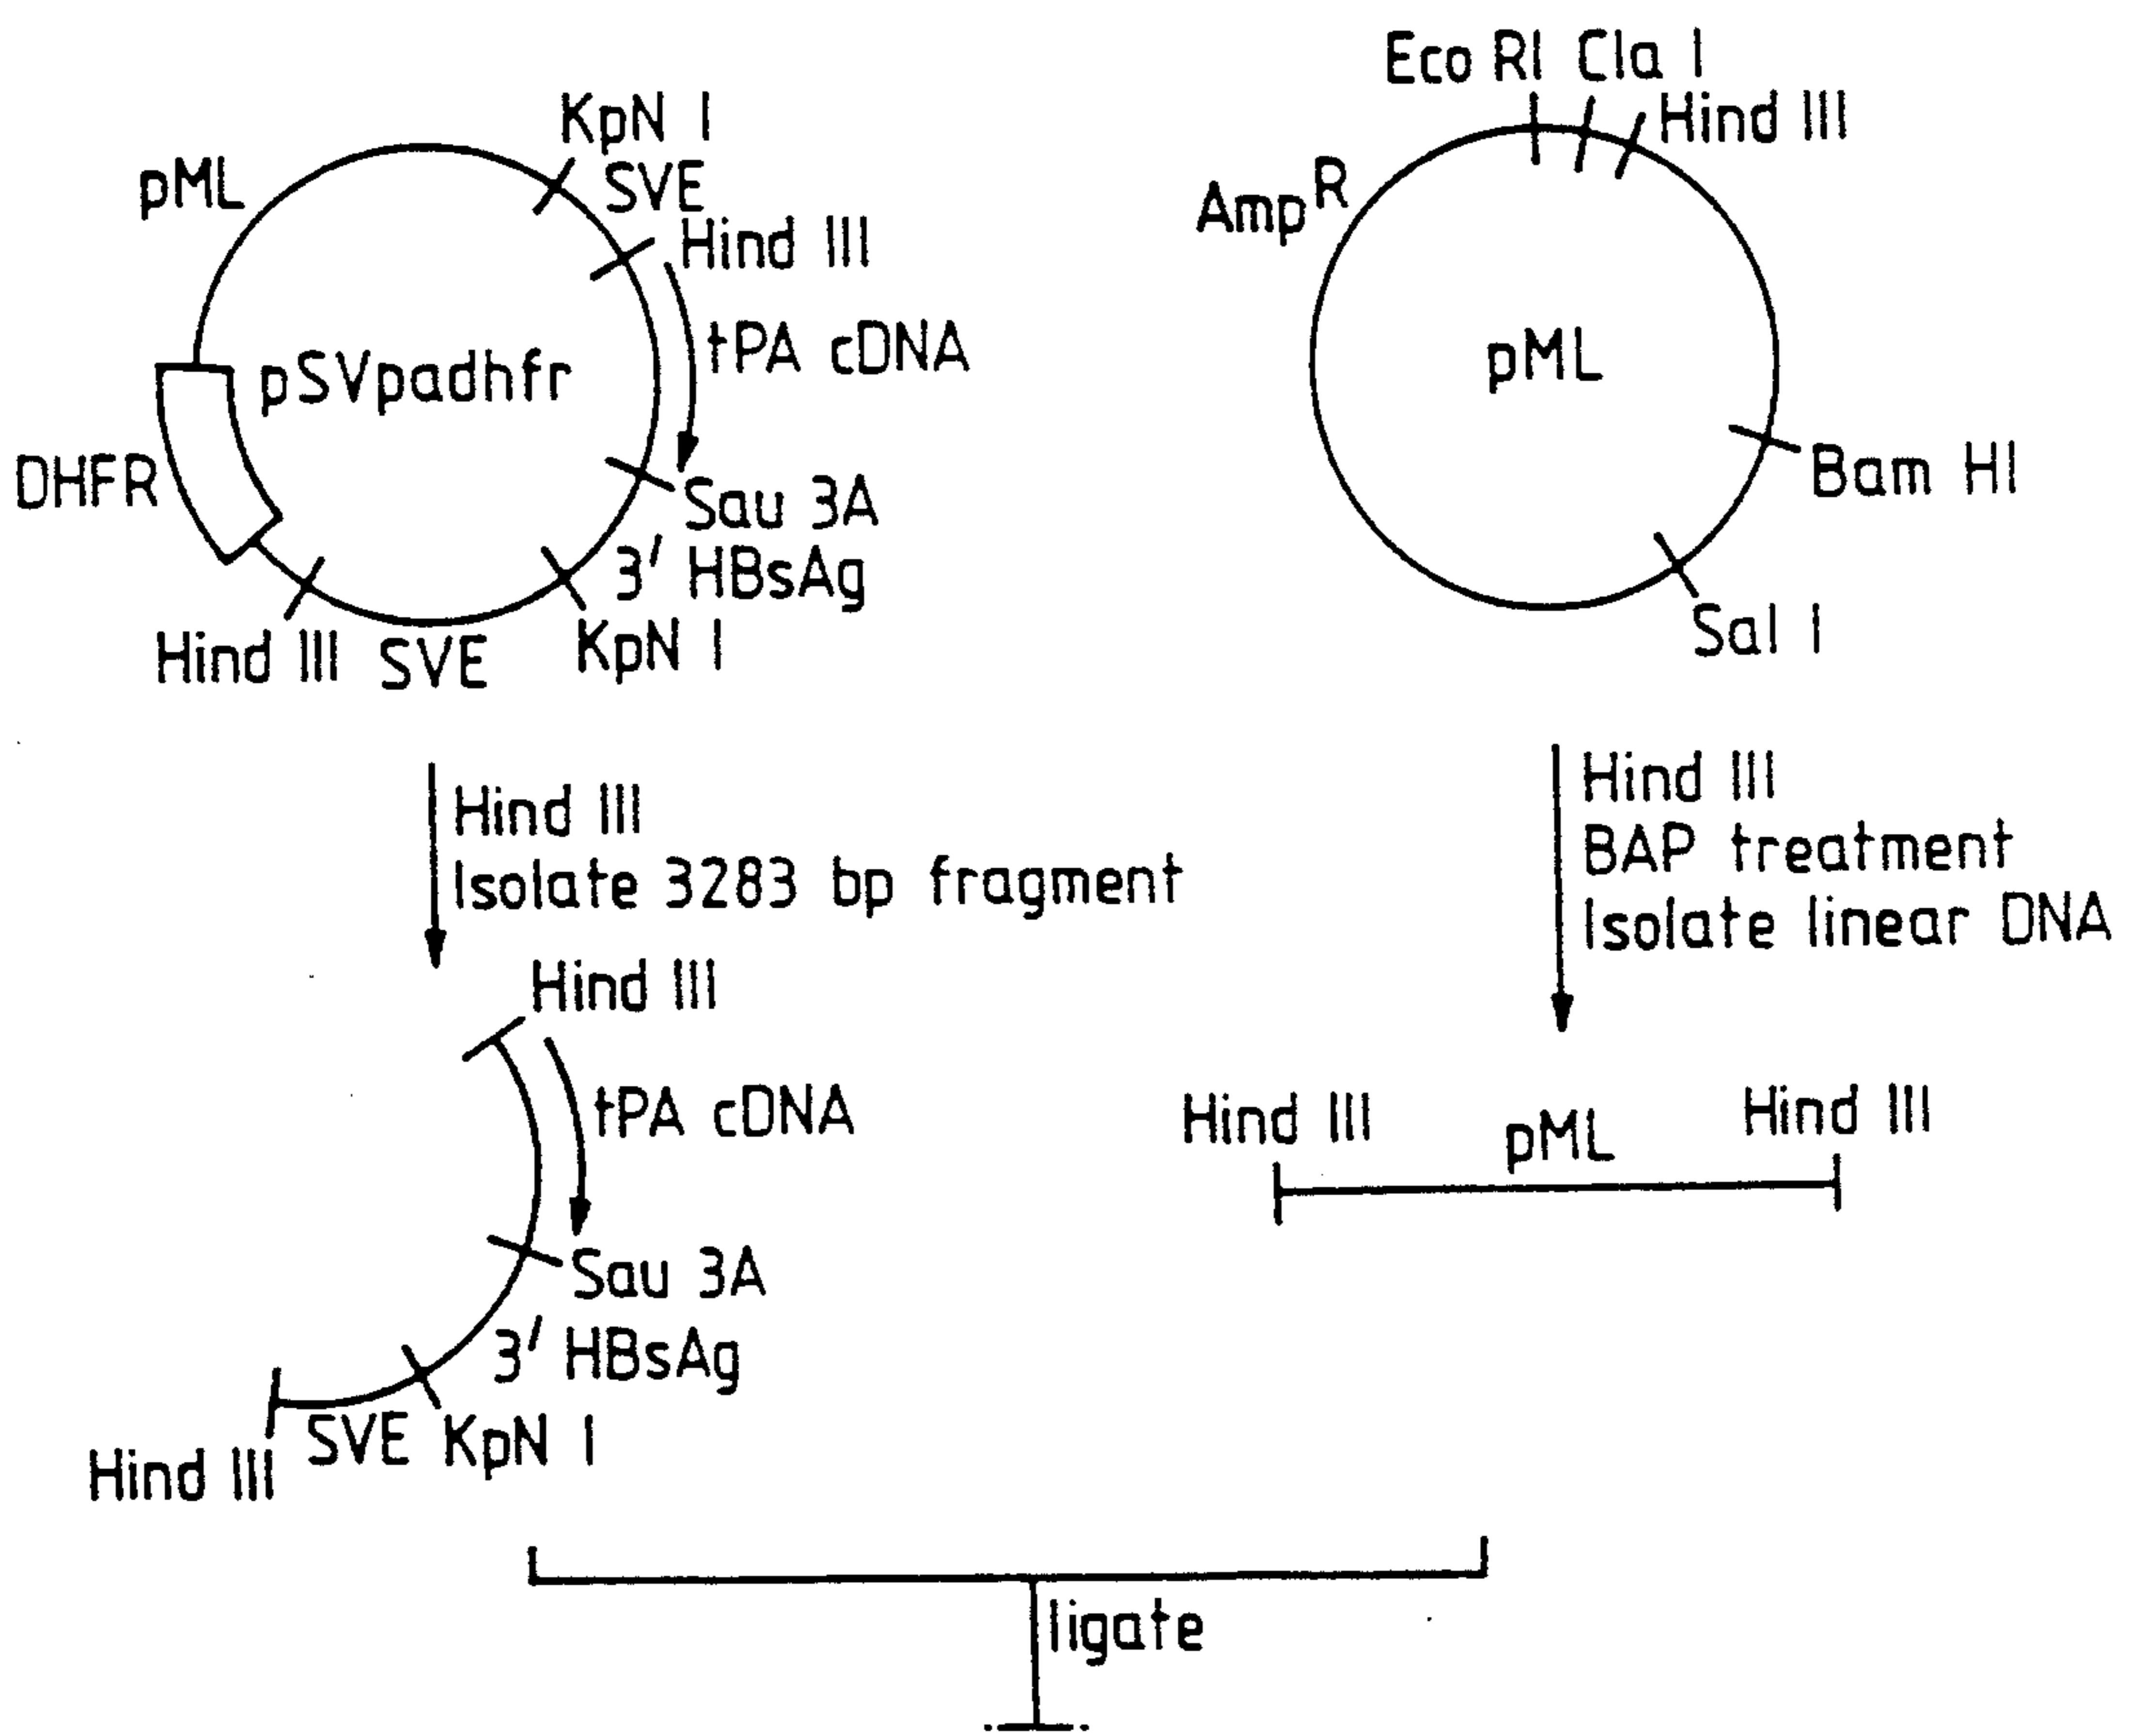 pML
KpN I
SVE
Hind III
tPA cDNA
pSVpadhfr
DHFR
Sau 3A
3' HBsAg
KpN I
SVE
Hind III
Eco RI Cla I
Hind III
Amp R
pML
Bam HI
Sal I
Hind III
Isolate 3283 bp fragment
Hind III
BAP treatment
Isolate linear DNA
Hind III
tPA cDNA
Sau 3A
3' HBsAg
SVE KpN I
Hind III
Hind III
pML
Hind III
ligate